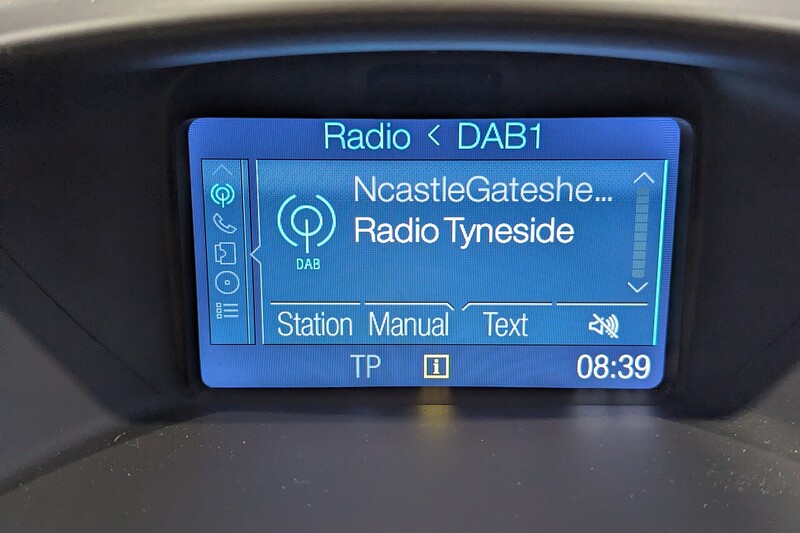 Radio < DAB1
NcastleGateshe...
Radio Tyneside
DAB
Station Manual Text
TP i 08:39